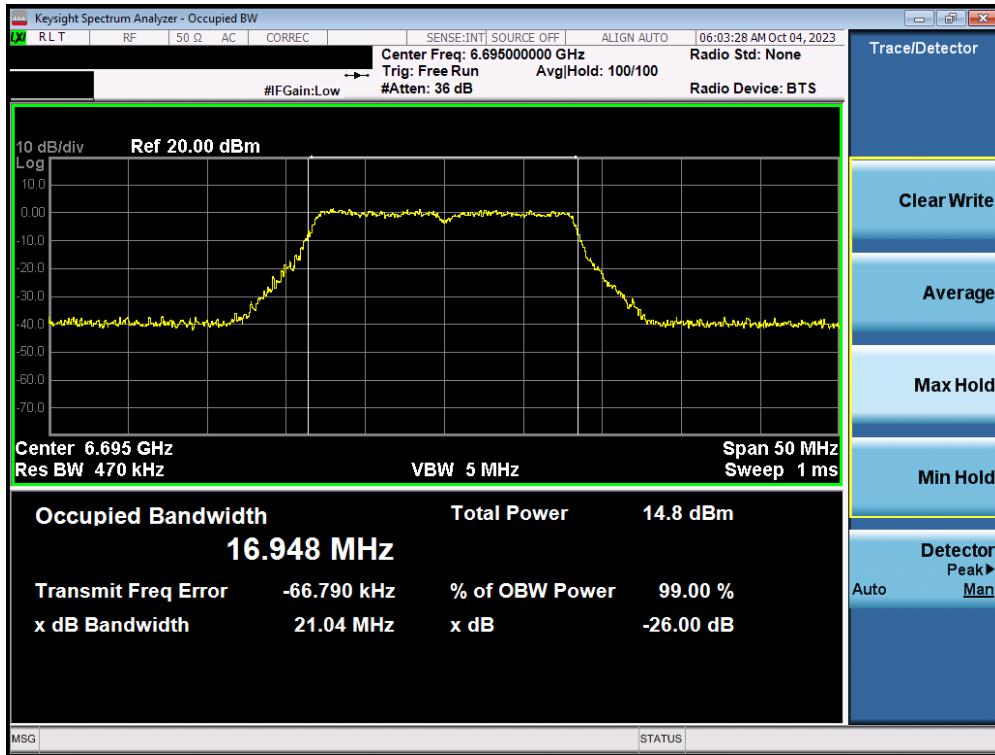 Keysight Spectrum Analyzer - Occupied BW
LXI RLT RF 50 Ω AC CORREC SENSE:INT SOURCE OFF ALIGN AUTO 06:03:28 AM Oct 04, 2023
Center Freq: 6.695000000 GHz Radio Std: None
Trig: Free Run Avg|Hold: 100/100
#IFGain:Low #Atten: 36 dB Radio Device: BTS
Trace/Detector
10 dB/div Ref 20.00 dBm
Log
10.0
0.00
-10.0
-20.0
-30.0
-40.0
-50.0
-60.0
-70.0
Center 6.695 GHz Span 50 MHz
Res BW 470 kHz VBW 5 MHz Sweep 1 ms
Occupied Bandwidth Total Power 14.8 dBm
16.948 MHz
Transmit Freq Error -66.790 kHz % of OBW Power 99.00 %
x dB Bandwidth 21.04 MHz x dB -26.00 dB
Clear Write
Average
Max Hold
Min Hold
Detector
Peak▶
Auto Man
MSG STATUS